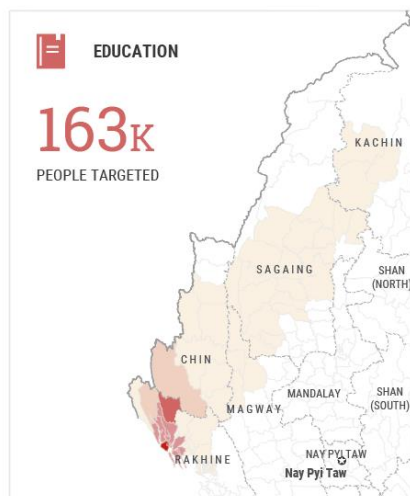 EDUCATION
163K
PEOPLE TARGETED
KACHIN
SAGAING
SHAN
(NORTH)
CHIN
MANDALAY
SHAN
(SOUTH)
MAGWAY
NAY PYI TAW
RAKHINE
Nay Pyi Taw